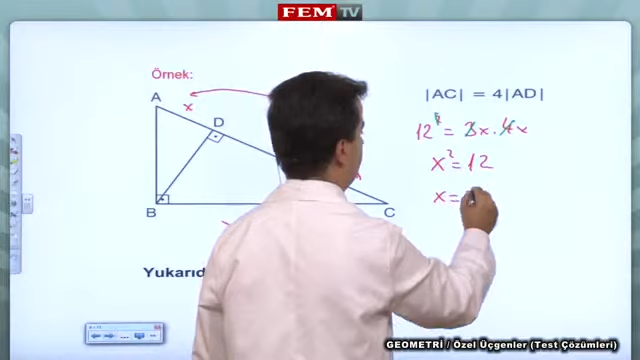 FEM TV
Örnek:
A
x
D
B
C
|AC| = 4|AD|
12² = 3x · 4x
x² = 12
x =
Yukarıd
GEOMETRİ / Özel Üçgenler (Test Çözümleri)